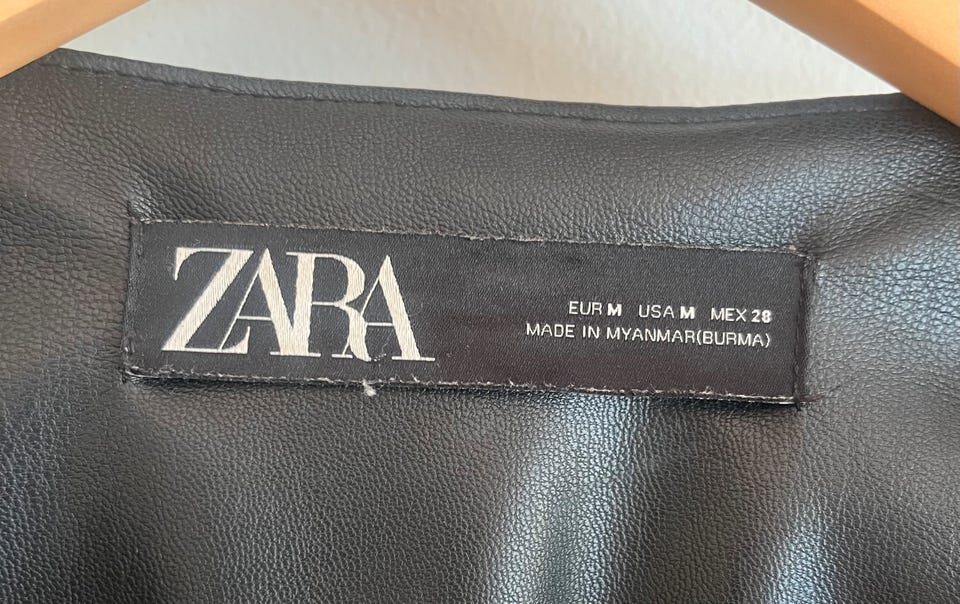 ZARA
EUR M USA M MEX 28
MADE IN MYANMAR(BURMA)